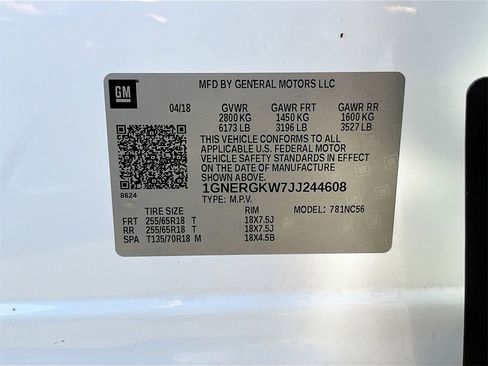 GM
MFD BY GENERAL MOTORS LLC
04/18 GVWR GAWR FRT GAWR RR
2800 KG 1450 KG 1600 KG
6173 LB 3196 LB 3527 LB
THIS VEHICLE CONFORMS TO ALL
APPLICABLE U.S. FEDERAL MOTOR
VEHICLE SAFETY STANDARDS IN EFFECT
ON THE DATE OF MANUFACTURE
SHOWN ABOVE.
1GNERGKW7JJ244608
8624
TYPE: M.P.V.
TIRE SIZE RIM MODEL: 781NC56
FRT 255/65R18 T 18X7.5J
RR 255/65R18 T 18X7.5J
SPA T135/70R18 M 18X4.5B